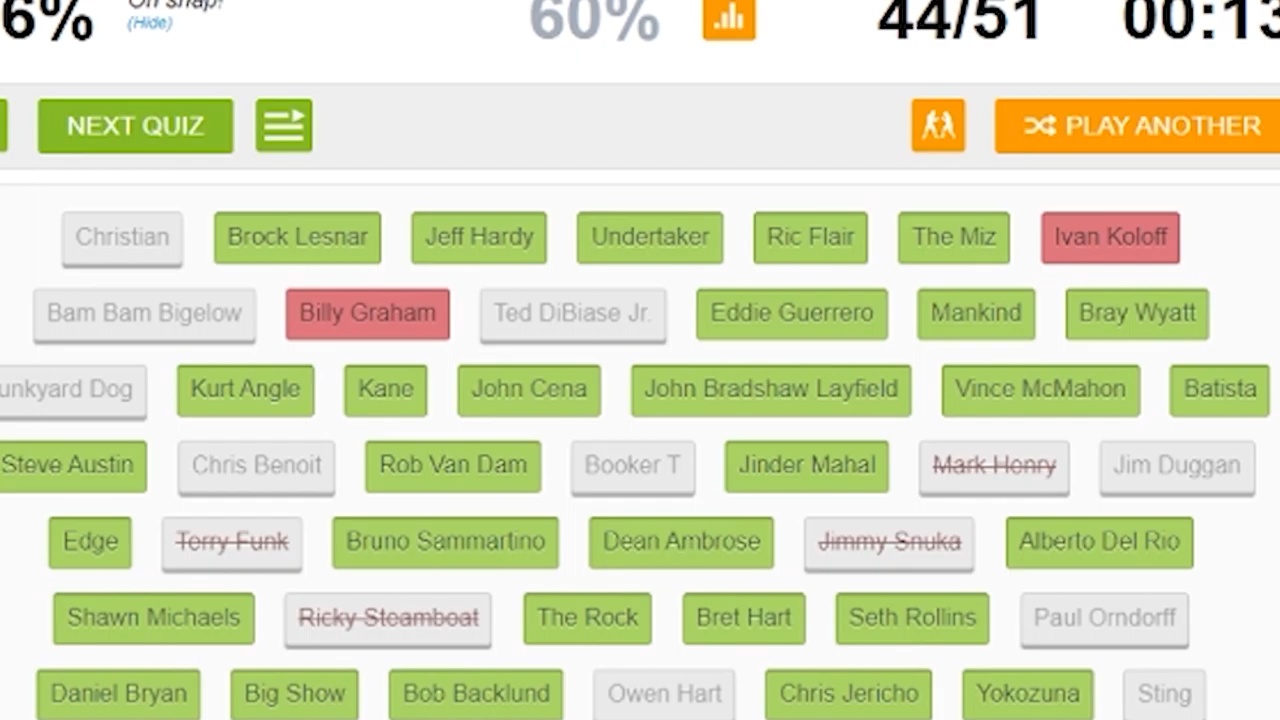 6% Oh snap! 60% 44/51 00:13
(Hide)
NEXT QUIZ PLAY ANOTHER
Christian Brock Lesnar Jeff Hardy Undertaker Ric Flair The Miz Ivan Koloff
Bam Bam Bigelow Billy Graham Ted DiBiase Jr. Eddie Guerrero Mankind Bray Wyatt
unkyard Dog Kurt Angle Kane John Cena John Bradshaw Layfield Vince McMahon Batista
Steve Austin Chris Benoit Rob Van Dam Booker T Jinder Mahal Mark Henry Jim Duggan
Edge Terry Funk Bruno Sammartino Dean Ambrose Jimmy Snuka Alberto Del Rio
Shawn Michaels Ricky Steamboat The Rock Bret Hart Seth Rollins Paul Orndorff
Daniel Bryan Big Show Bob Backlund Owen Hart Chris Jericho Yokozuna Sting